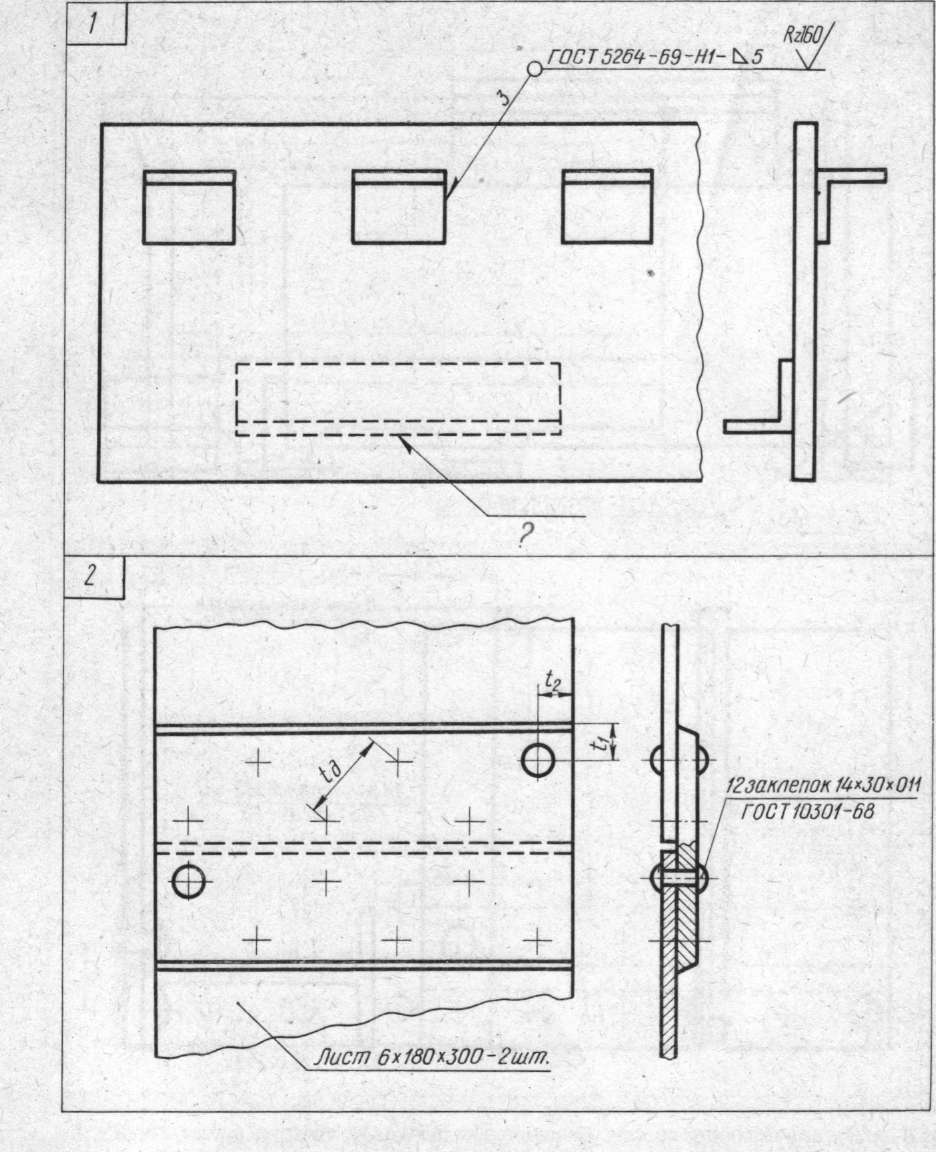 1
Rz160
ГОСТ 5264-69-Н1-⊿5
3
?
2
t₂
t₁
t∂
12 заклепок 14×30×011
ГОСТ 10301-68
Лист 6×180×300-2шт.